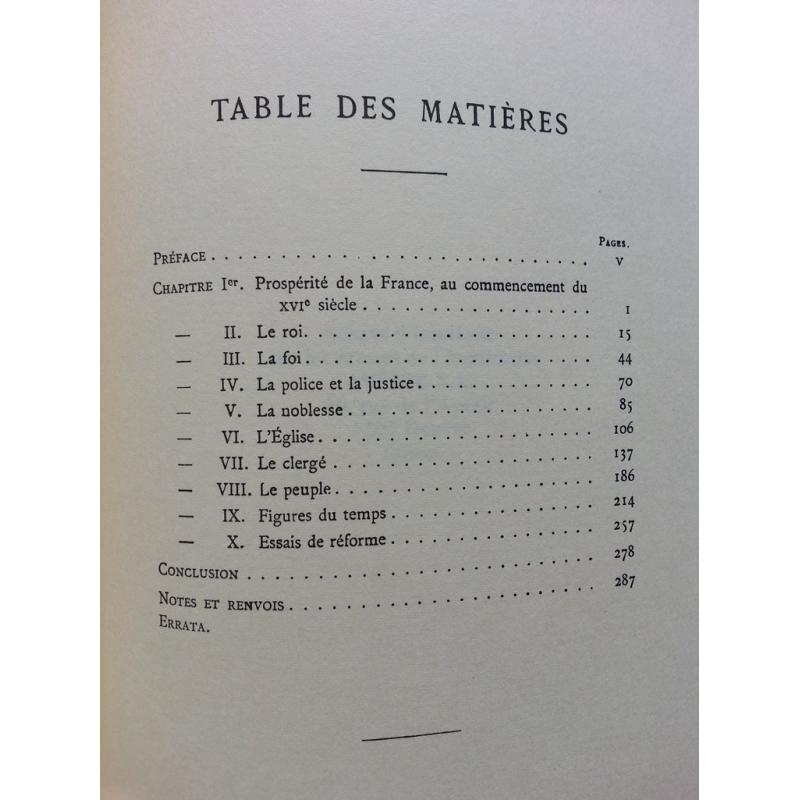 TABLE DES MATIÈRES
PAGES.
PRÉFACE . . . . . . . . . . . . . . . . . . . . . . . . . . . . V
CHAPITRE Ier. Prospérité de la France, au commencement du
XVIe siècle . . . . . . . . . . . . . . . . . . 1
— II. Le roi. . . . . . . . . . . . . . . . . . . . . . 15
— III. La foi . . . . . . . . . . . . . . . . . . . . . 44
— IV. La police et la justice . . . . . . . . . . . . . 70
— V. La noblesse . . . . . . . . . . . . . . . . . . . 85
— VI. L'Église . . . . . . . . . . . . . . . . . . . . 106
— VII. Le clergé . . . . . . . . . . . . . . . . . . . 137
— VIII. Le peuple . . . . . . . . . . . . . . . . . . . 186
— IX. Figures du temps . . . . . . . . . . . . . . . . 214
— X. Essais de réforme . . . . . . . . . . . . . . . . 257
CONCLUSION . . . . . . . . . . . . . . . . . . . . . . . . . 278
NOTES ET RENVOIS . . . . . . . . . . . . . . . . . . . . . . 287
ERRATA.